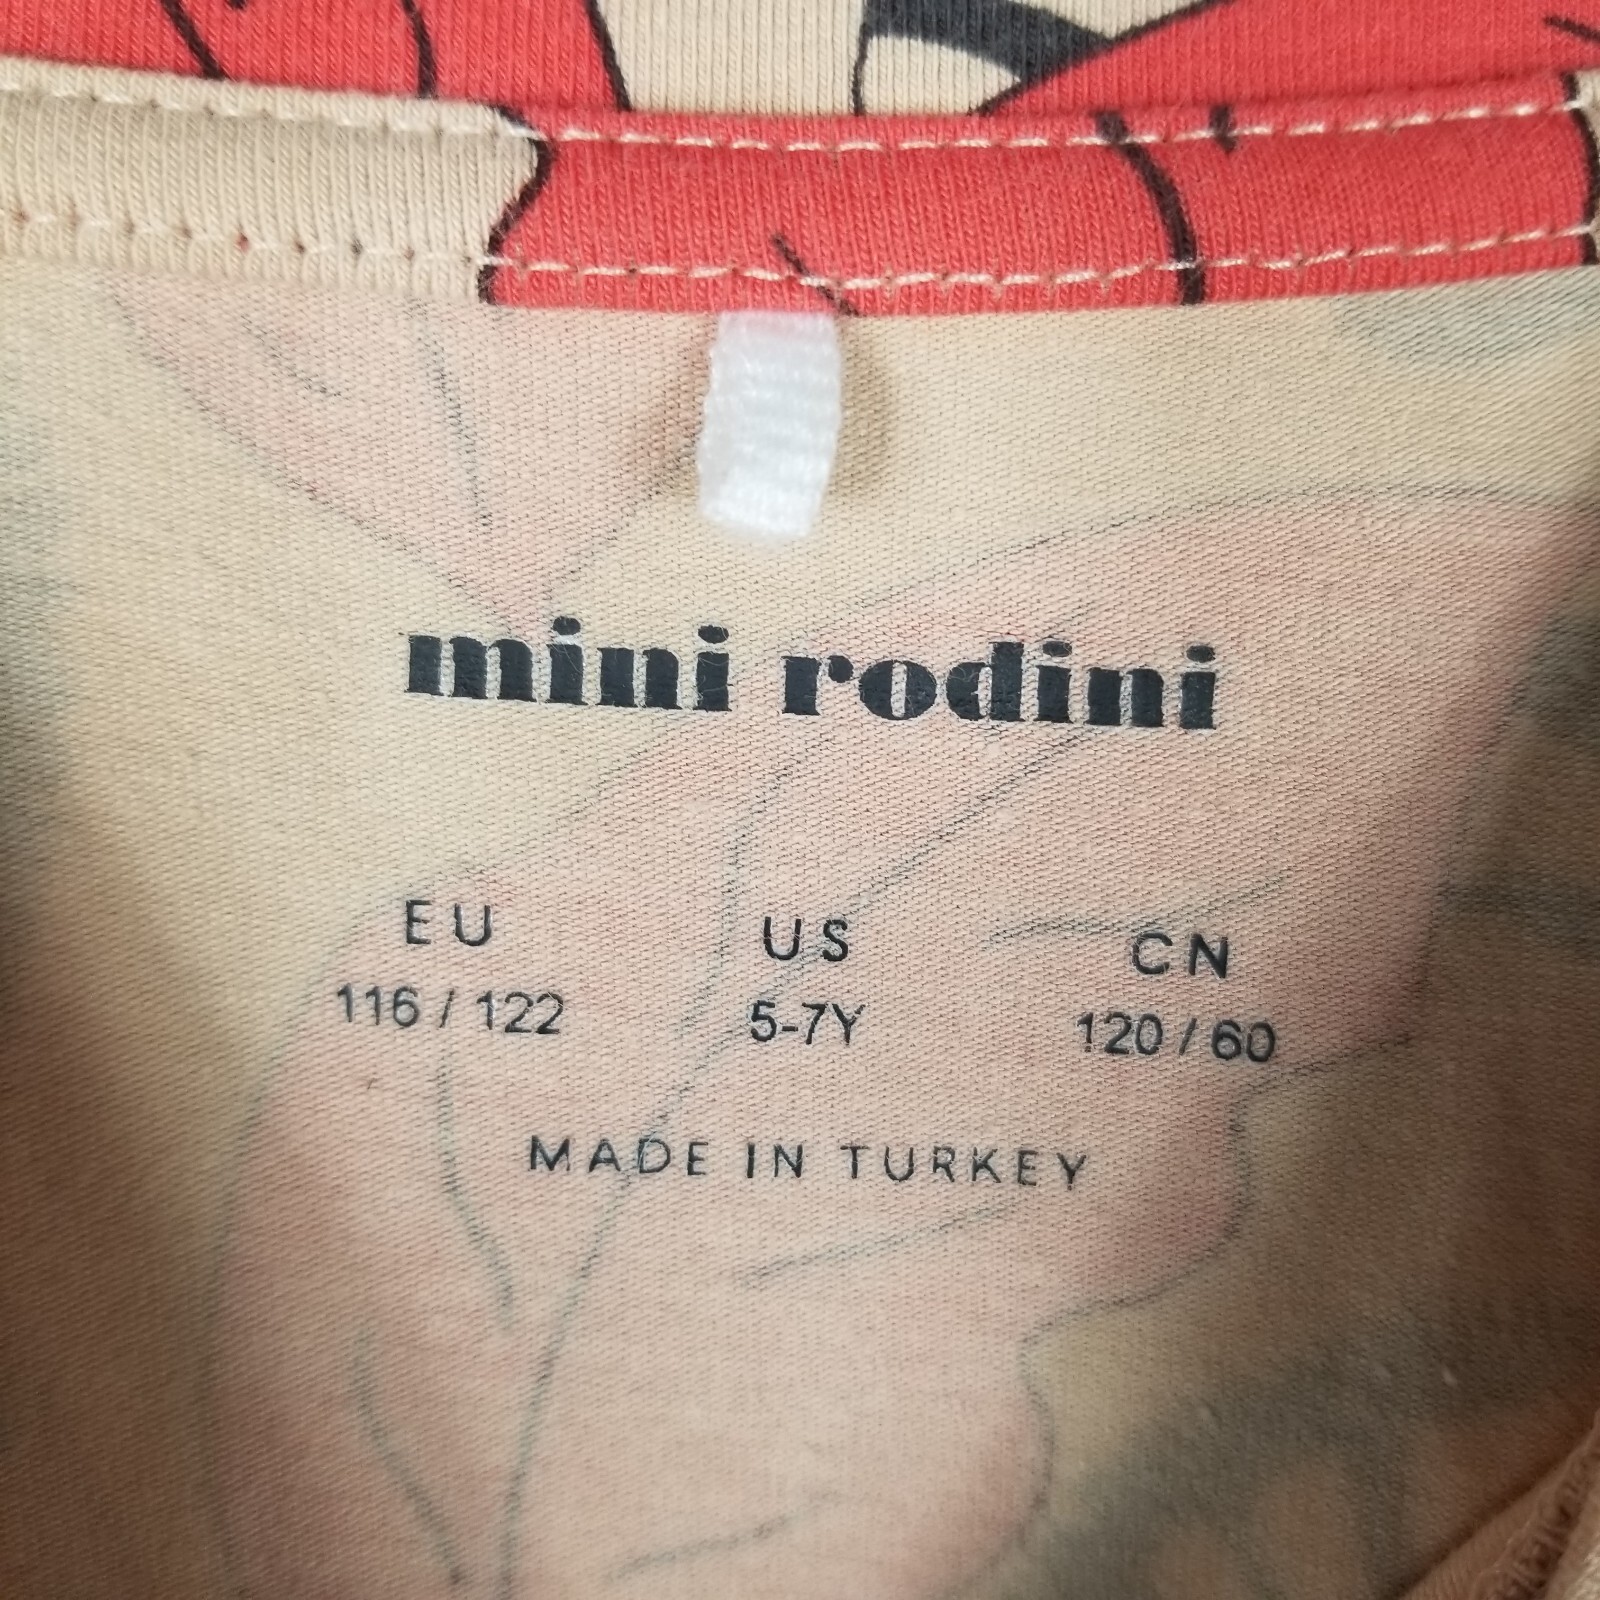 mini rodini
EU US CN
116 / 122 5-7Y 120 / 60
MADE IN TURKEY